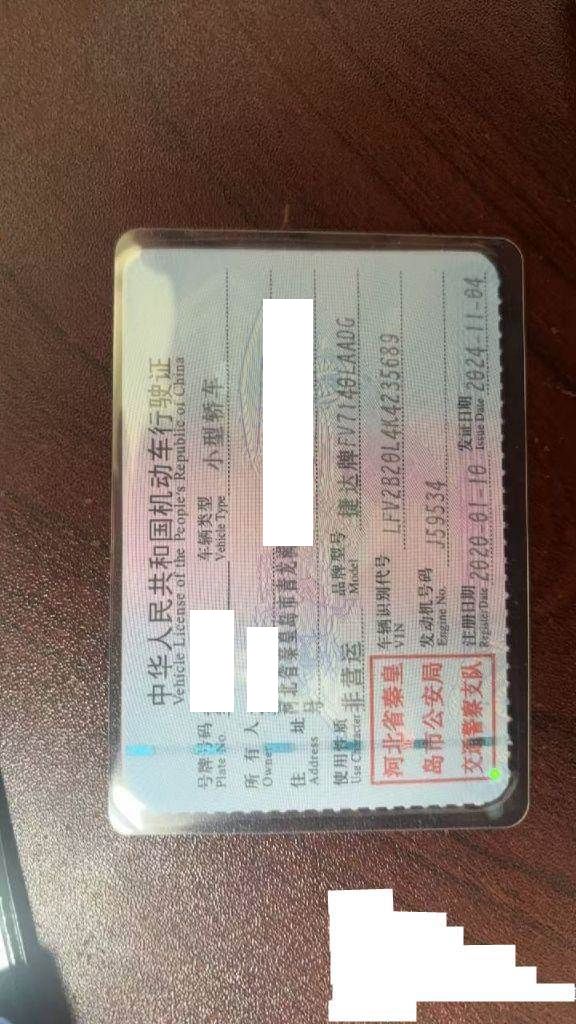 中华人民共和国机动车行驶证
Vehicle License of the People's Republic of China
号牌号码 车辆类型 小型轿车
Plate No. Vehicle Type
所有人
Owner
住址 河北省秦皇岛市青龙满
Address 号
使用性质 非营运 品牌型号 捷达牌FV7140LAADG
Use Character Model
河北省秦皇岛市公安局交通警察支队
车辆识别代号 LFV2B20L4K4235689
VIN
发动机号码 J59534
Engine No.
注册日期 2020-01-10 发证日期 2024-11-04
Register Date Issue Date